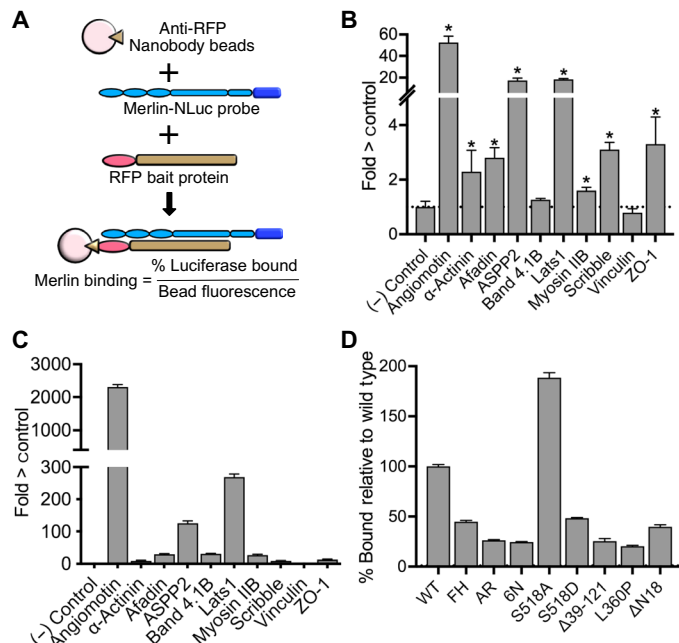 A
Anti-RFP
Nanobody beads
+
Merlin-NLuc probe
+
RFP bait protein
Merlin binding = % Luciferase bound
Bead fluorescence
B
Fold > control
60
40
20
4
2
0
* * * * * * * *
(−) Control
Angiomotin
α-Actinin
Afadin
ASPP2
Band 4.1B
Lats1
Myosin IIB
Scribble
Vinculin
ZO-1
C
Fold > control
3000
2000
1000
300
200
100
0
(−) Control
Angiomotin
α-Actinin
Afadin
ASPP2
Band 4.1B
Lats1
Myosin IIB
Scribble
Vinculin
ZO-1
D
% Bound relative to wild type
200
150
100
50
0
WT
FH
AR
6N
S518A
S518D
Δ39-121
L360P
ΔN18